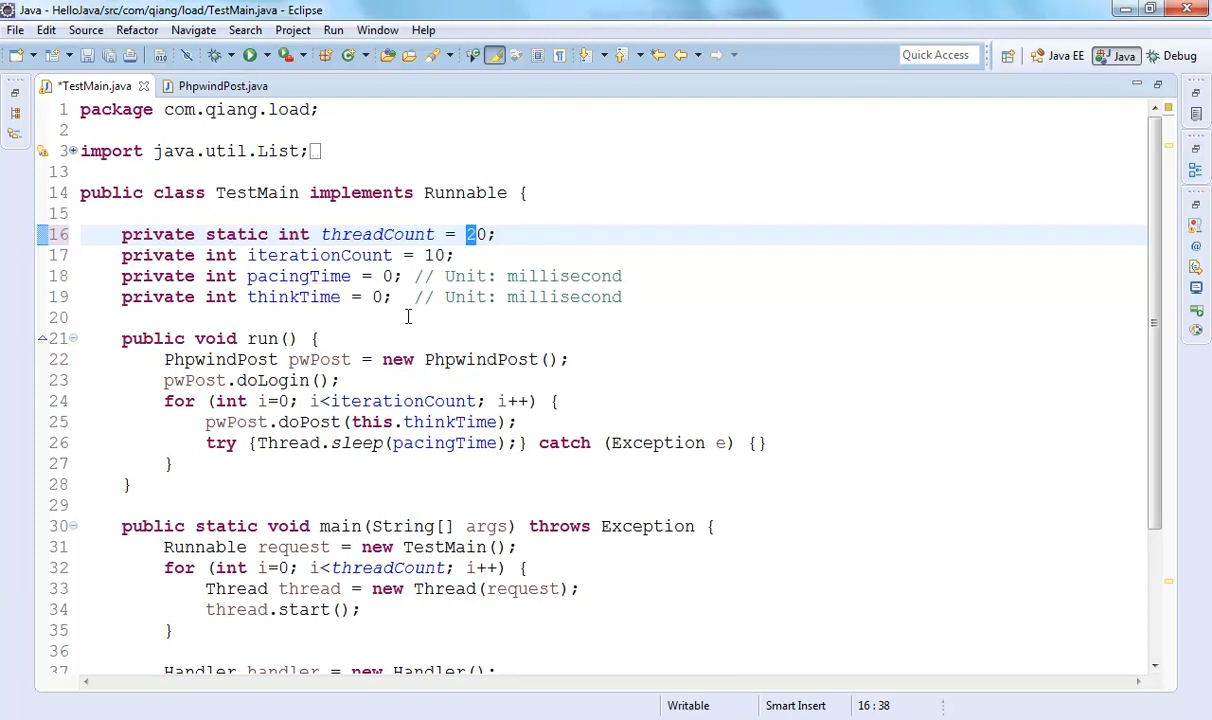 Java - HelloJava/src/com/qiang/load/TestMain.java - Eclipse
File Edit Source Refactor Navigate Search Project Run Window Help
Quick Access Java EE Java Debug
*TestMain.java PhpwindPost.java
1 package com.qiang.load;
2
3 import java.util.List;
13
14 public class TestMain implements Runnable {
15
16 private static int threadCount = 20;
17 private int iterationCount = 10;
18 private int pacingTime = 0; // Unit: millisecond
19 private int thinkTime = 0; // Unit: millisecond
20
21 public void run() {
22 PhpwindPost pwPost = new PhpwindPost();
23 pwPost.doLogin();
24 for (int i=0; i<iterationCount; i++) {
25 pwPost.doPost(this.thinkTime);
26 try {Thread.sleep(pacingTime);} catch (Exception e) {}
27 }
28 }
29
30 public static void main(String[] args) throws Exception {
31 Runnable request = new TestMain();
32 for (int i=0; i<threadCount; i++) {
33 Thread thread = new Thread(request);
34 thread.start();
35 }
36
37 Handler handler = new Handler();
Writable Smart Insert 16 : 38